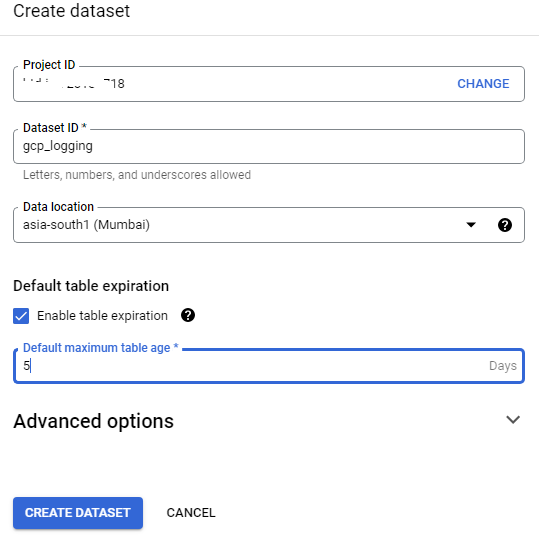 Create dataset
Project ID
718
CHANGE
Dataset ID *
gcp_logging
Letters, numbers, and underscores allowed
Data location
asia-south1 (Mumbai)
Default table expiration
Enable table expiration
Default maximum table age *
5
Days
Advanced options
CREATE DATASET
CANCEL